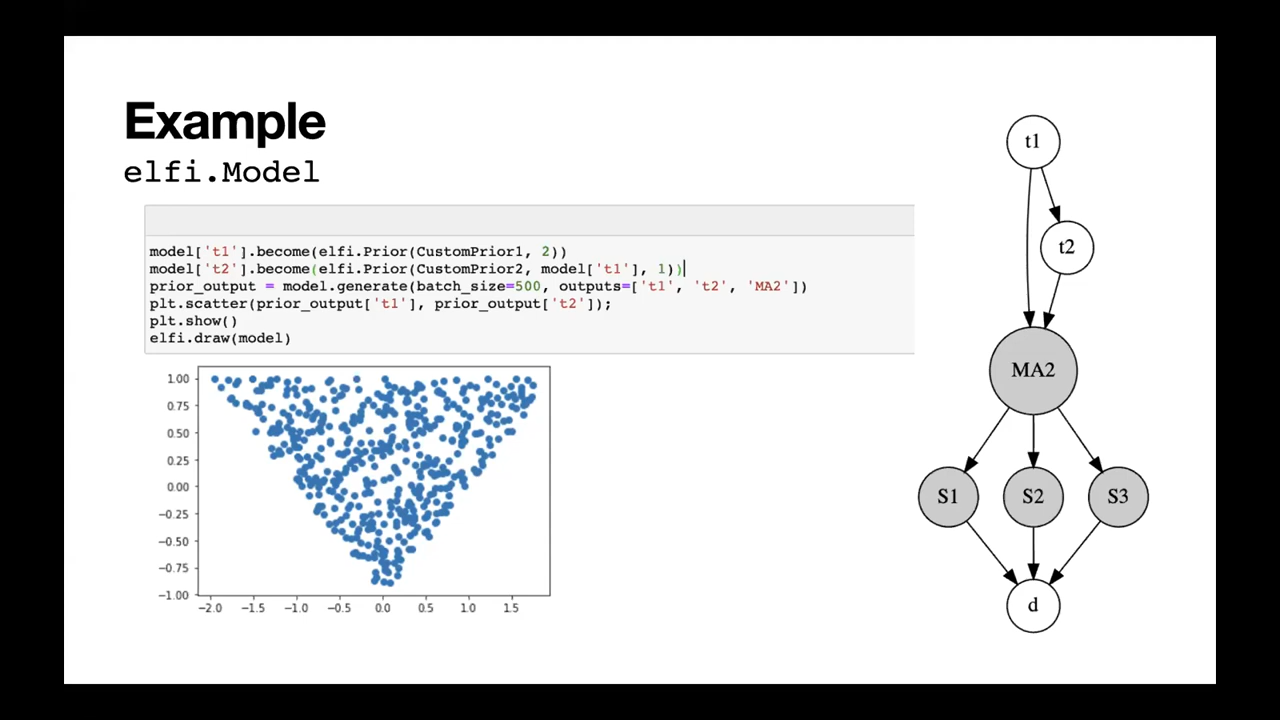 Example
elfi.Model
model['t1'].become(elfi.Prior(CustomPrior1, 2))
model['t2'].become(elfi.Prior(CustomPrior2, model['t1'], 1))
prior_output = model.generate(batch_size=500, outputs=['t1', 't2', 'MA2'])
plt.scatter(prior_output['t1'], prior_output['t2']);
plt.show()
elfi.draw(model)
1.00
0.75
0.50
0.25
0.00
−0.25
−0.50
−0.75
−1.00
−2.0 −1.5 −1.0 −0.5 0.0 0.5 1.0 1.5
t1
t2
MA2
S1 S2 S3
d